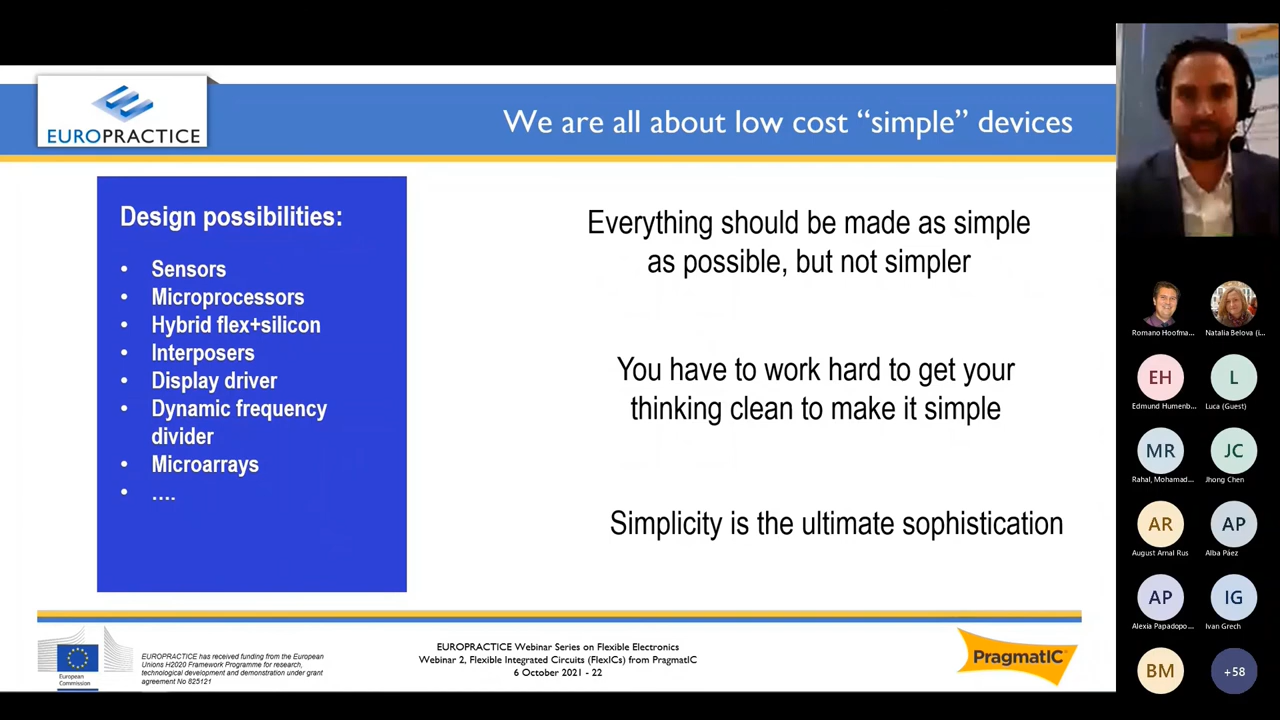 EUROPRACTICE
We are all about low cost “simple” devices
Design possibilities:
• Sensors
• Microprocessors
• Hybrid flex+silicon
• Interposers
• Display driver
• Dynamic frequency
divider
• Microarrays
• ....
Everything should be made as simple
as possible, but not simpler
You have to work hard to get your
thinking clean to make it simple
Simplicity is the ultimate sophistication
European
Commission
EUROPRACTICE has received funding from the European
Unions H2020 Framework Programme for research,
technological development and demonstration under grant
agreement No 825121
EUROPRACTICE Webinar Series on Flexible Electronics
Webinar 2, Flexible Integrated Circuits (FlexICs) from PragmatIC
6 October 2021 - 22
PragmatIC
Romano Hoofma...
Natalia Belova (i...
EH
Edmund Humenb...
L
Luca (Guest)
MR
Rahal, Mohamad...
JC
Jhong Chen
AR
August Arnal Rus
AP
Alba Páez
AP
Alexia Papadopo...
IG
Ivan Grech
BM
+58